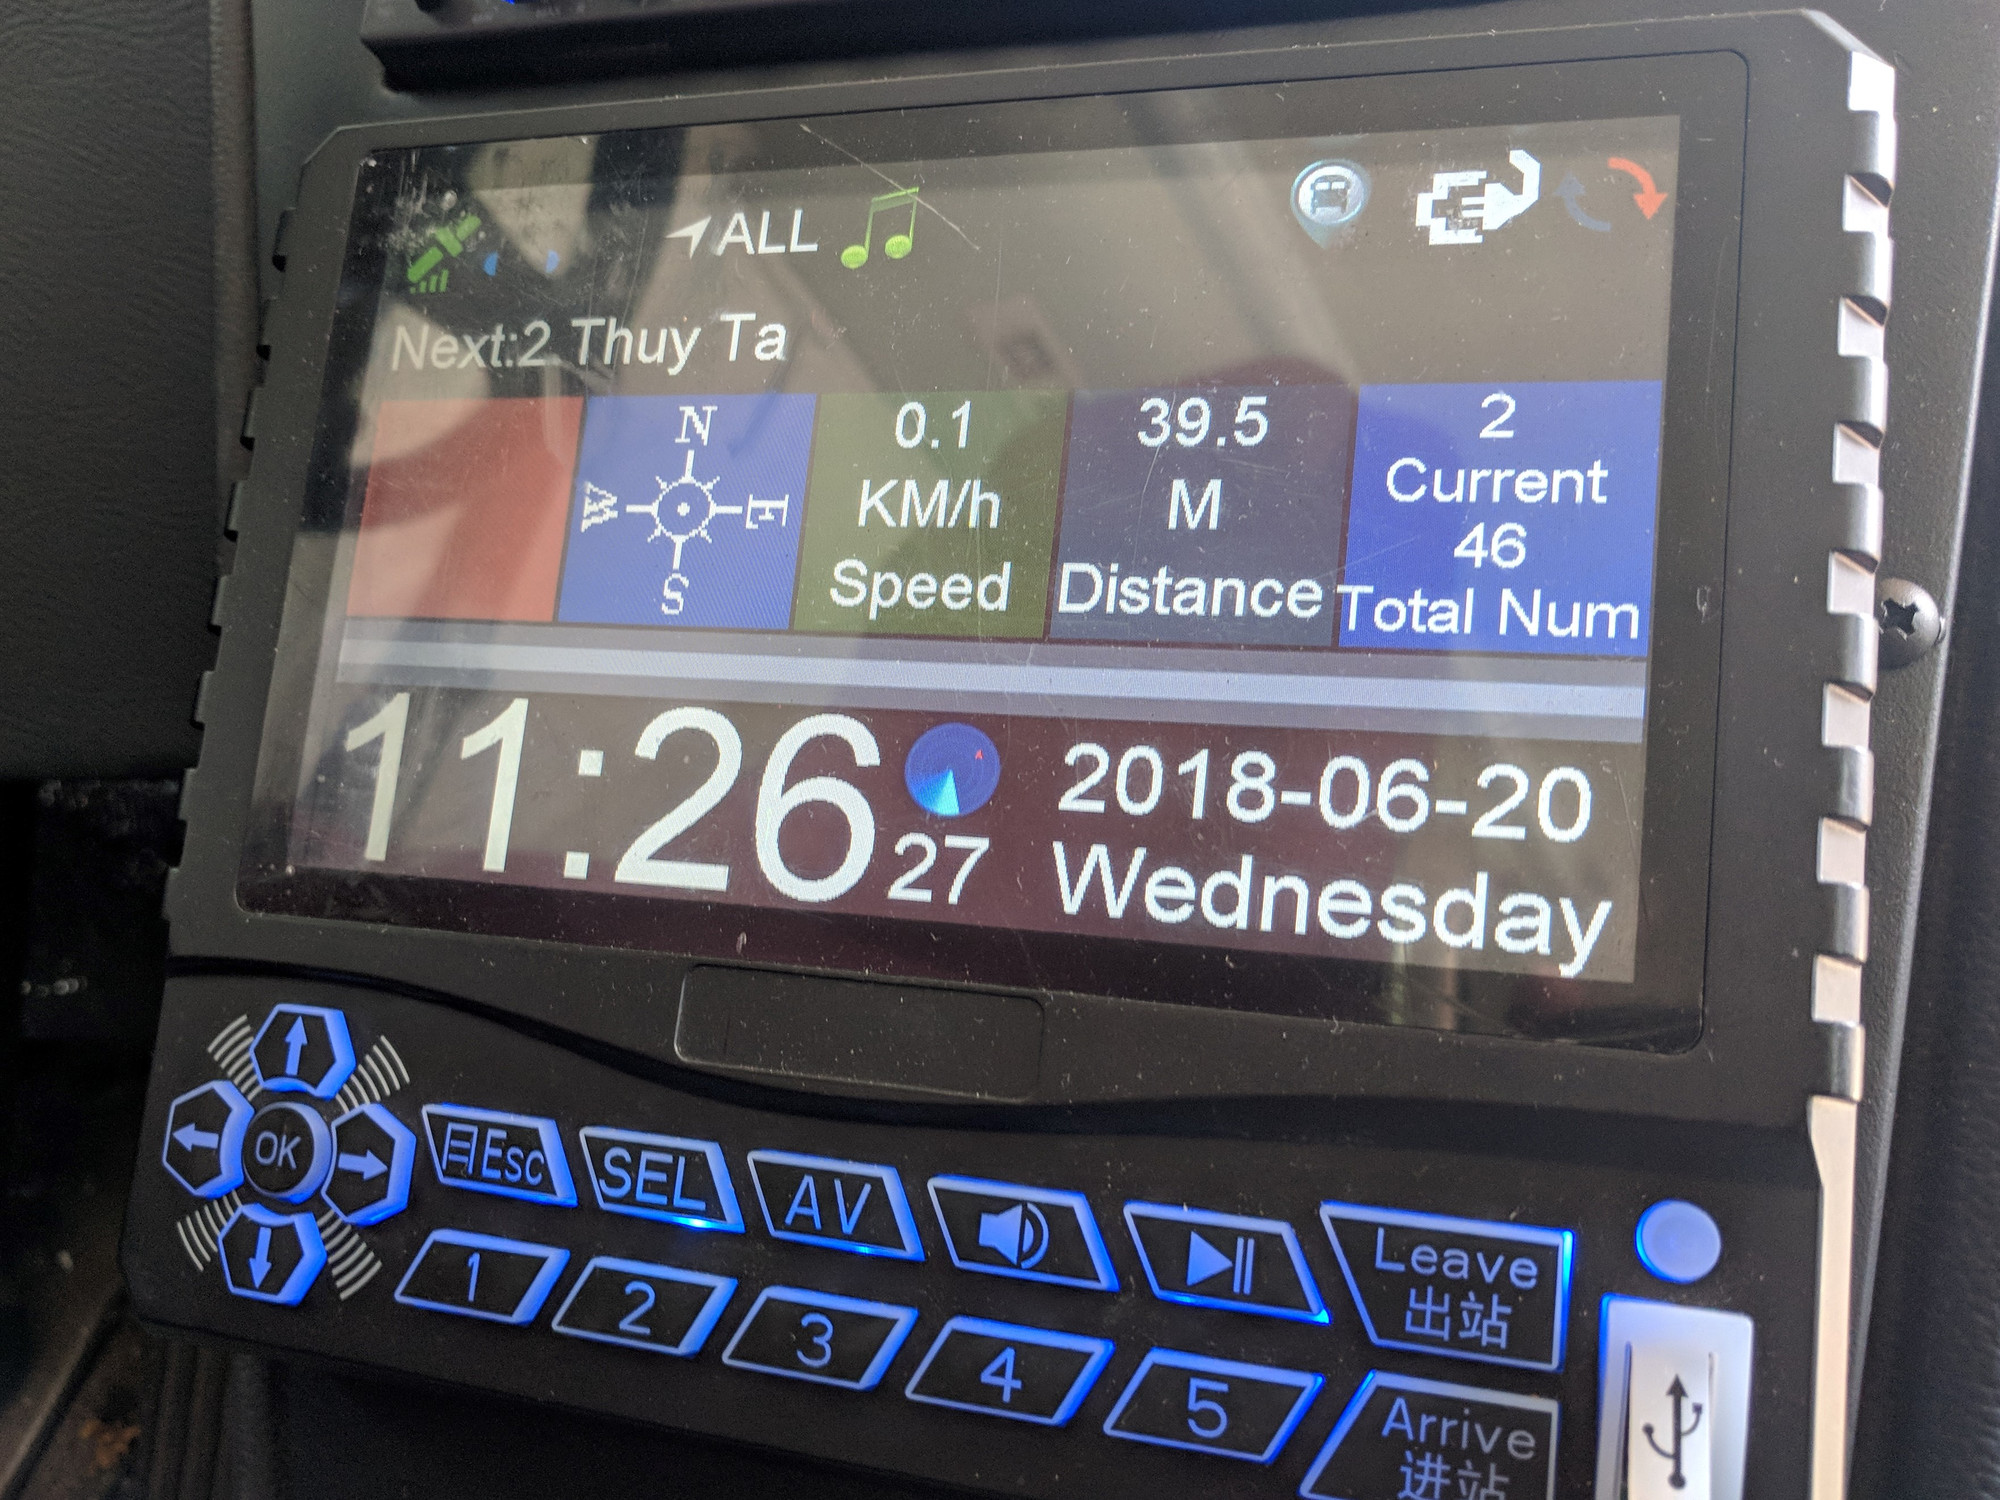 ALL
Next:2 Thuy Ta
N
W E
S
0.1
KM/h
Speed
39.5
M
Distance
2
Current
46
Total Num
11:26
27
2018-06-20
Wednesday
OK
Esc
SEL
AV
Leave
出站
1
2
3
4
5
Arrive
进站